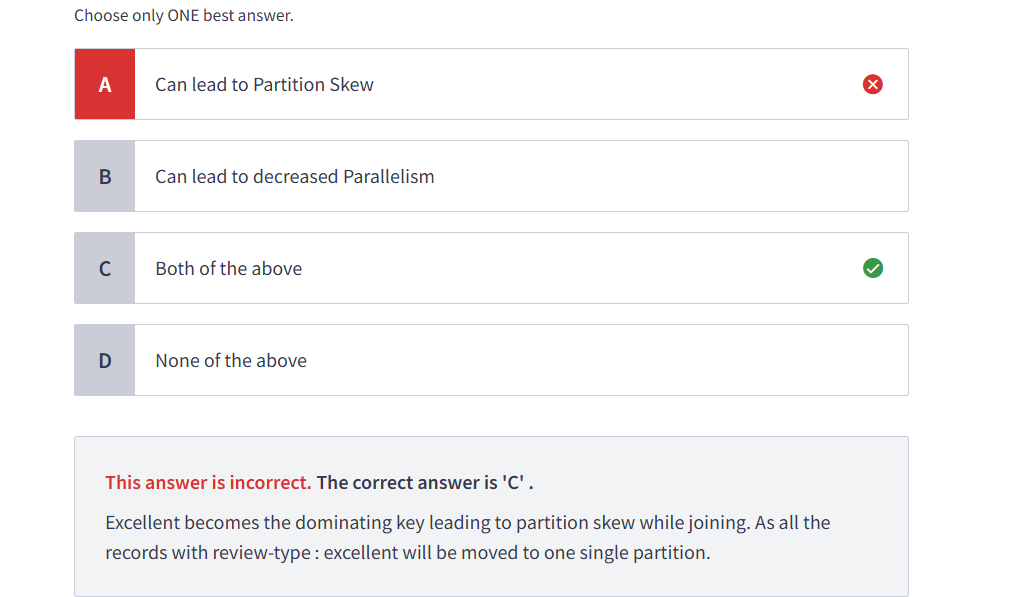 Choose only ONE best answer.
A
Can lead to Partition Skew
B
Can lead to decreased Parallelism
C
Both of the above
D
None of the above
This answer is incorrect. The correct answer is 'C' .
Excellent becomes the dominating key leading to partition skew while joining. As all the
records with review-type : excellent will be moved to one single partition.